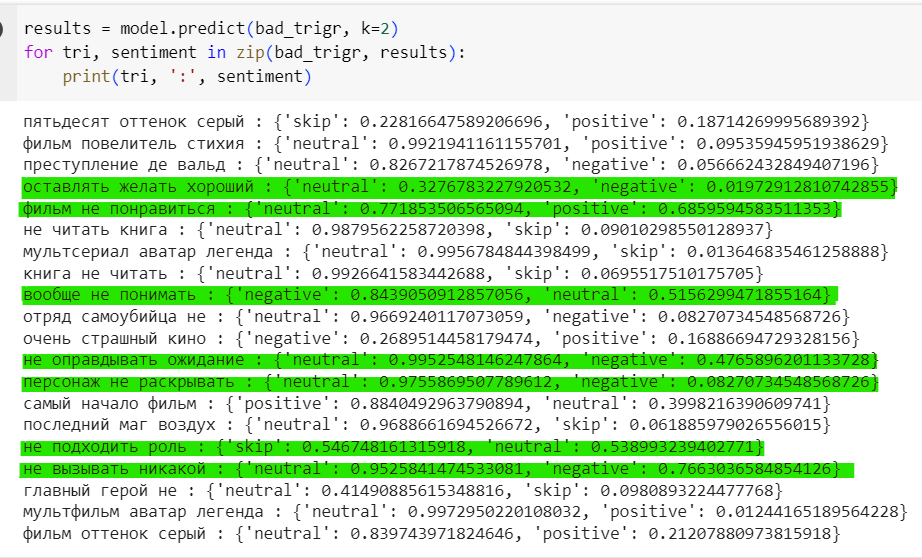 results = model.predict(bad_trigr, k=2)
for tri, sentiment in zip(bad_trigr, results):
    print(tri, ':', sentiment)
пятьдесят оттенок серый : {'skip': 0.22816647589206696, 'positive': 0.18714269995689392}
фильм повелитель стихия : {'neutral': 0.9921941161155701, 'positive': 0.09535945951938629}
преступление де вальд : {'neutral': 0.8267217874526978, 'negative': 0.056662432849407196}
оставлять желать хороший : {'neutral': 0.3276783227920532, 'negative': 0.01972912810742855}
фильм не понравиться : {'neutral': 0.771853506565094, 'positive': 0.6859594583511353}
не читать книга : {'neutral': 0.9879562258720398, 'skip': 0.09010298550128937}
мультсериал аватар легенда : {'neutral': 0.9956784844398499, 'skip': 0.013646835461258888}
книга не читать : {'neutral': 0.9926641583442688, 'skip': 0.0695517510175705}
вообще не понимать : {'negative': 0.8439050912857056, 'neutral': 0.5156299471855164}
отряд самоубийца не : {'neutral': 0.9669240117073059, 'negative': 0.08270734548568726}
очень страшный кино : {'negative': 0.2689514458179474, 'positive': 0.16886694729328156}
не оправдывать ожидание : {'neutral': 0.9952548146247864, 'negative': 0.4765896201133728}
персонаж не раскрывать : {'neutral': 0.9755869507789612, 'negative': 0.08270734548568726}
самый начало фильм : {'positive': 0.8840492963790894, 'neutral': 0.3998216390609741}
последний маг воздух : {'neutral': 0.9688661694526672, 'skip': 0.061885979026556015}
не подходить роль : {'skip': 0.546748161315918, 'neutral': 0.538993239402771}
не вызывать никакой : {'neutral': 0.9525841474533081, 'negative': 0.7663036584854126}
главный герой не : {'neutral': 0.41490885615348816, 'skip': 0.0980893224477768}
мультфильм аватар легенда : {'neutral': 0.9972950220108032, 'positive': 0.01244165189564228}
фильм оттенок серый : {'neutral': 0.839743971824646, 'positive': 0.21207880973815918}